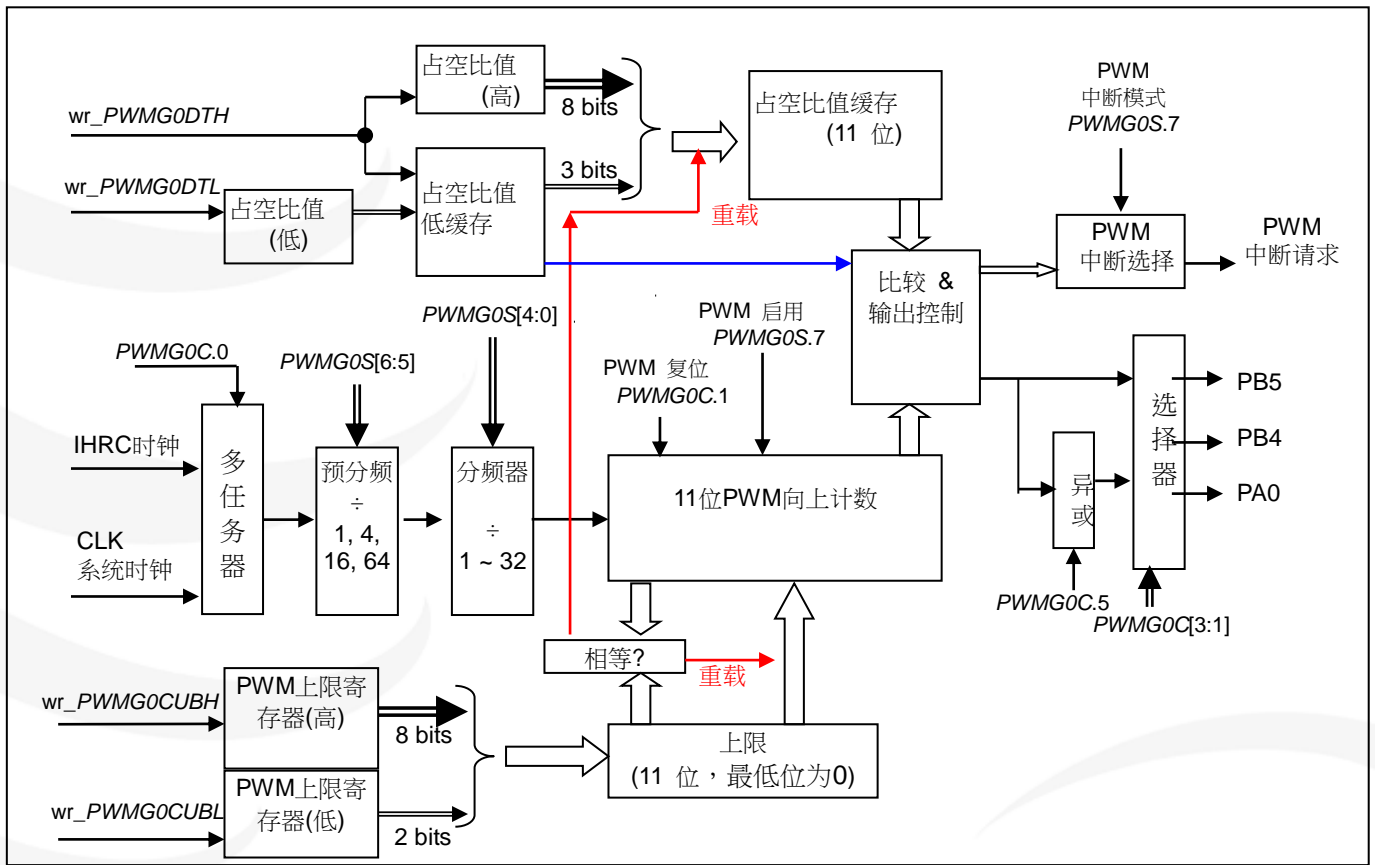 wr_PWMG0DTH
wr_PWMG0DTL
占空比值
(高)
8 bits
占空比值
(低)
占空比值
低缓存
3 bits
重载
占空比值缓存
(11 位)
PWM
中断模式
PWMG0S.7
PWM
中断选择
PWM
中断请求
比较 &
输出控制
PWMG0C.0
PWMG0S[6:5]
PWMG0S[4:0]
PWM 启用
PWMG0S.7
PWM 复位
PWMG0C.1
IHRC时钟
CLK
系统时钟
多
任
务
器
预分频
÷
1, 4,
16, 64
分频器
÷
1 ~ 32
11位PWM向上计数
异
或
选
择
器
PB5
PB4
PA0
PWMG0C.5
PWMG0C[3:1]
相等?
重载
wr_PWMG0CUBH
PWM上限寄
存器(高)
8 bits
wr_PWMG0CUBL
PWM上限寄
存器(低)
2 bits
上限
(11 位，最低位为0)